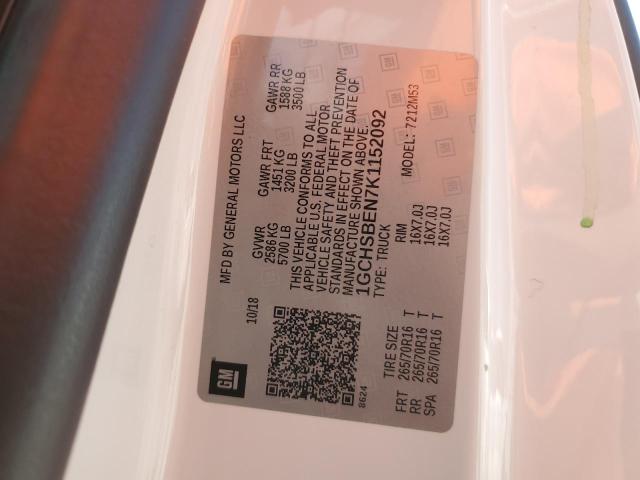 GM
MFD BY GENERAL MOTORS LLC
10/18
GVWR
2586 KG
5700 LB
GAWR FRT
1451 KG
3200 LB
GAWR RR
1588 KG
3500 LB
THIS VEHICLE CONFORMS TO ALL
APPLICABLE U.S. FEDERAL MOTOR
VEHICLE SAFETY AND THEFT PREVENTION
STANDARDS IN EFFECT ON THE DATE OF
MANUFACTURE SHOWN ABOVE.
1GCHSBEN7K1152092
TYPE: TRUCK
MODEL: 7212M53
8624
TIRE SIZE
RIM
FRT 265/70R16 T 16X7.0J
RR 265/70R16 T 16X7.0J
SPA 265/70R16 T 16X7.0J